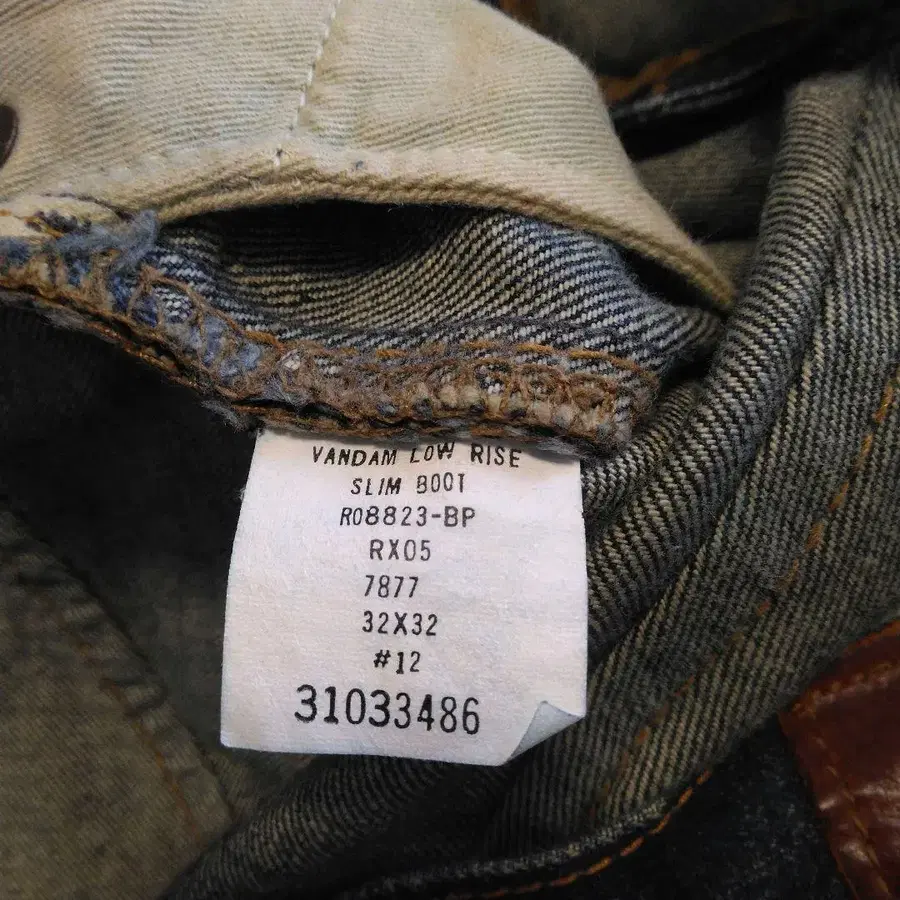 VANDAM LOW RISE
SLIM BOOT
R08823-BP
RX05
7877
32X32
#12
31033486